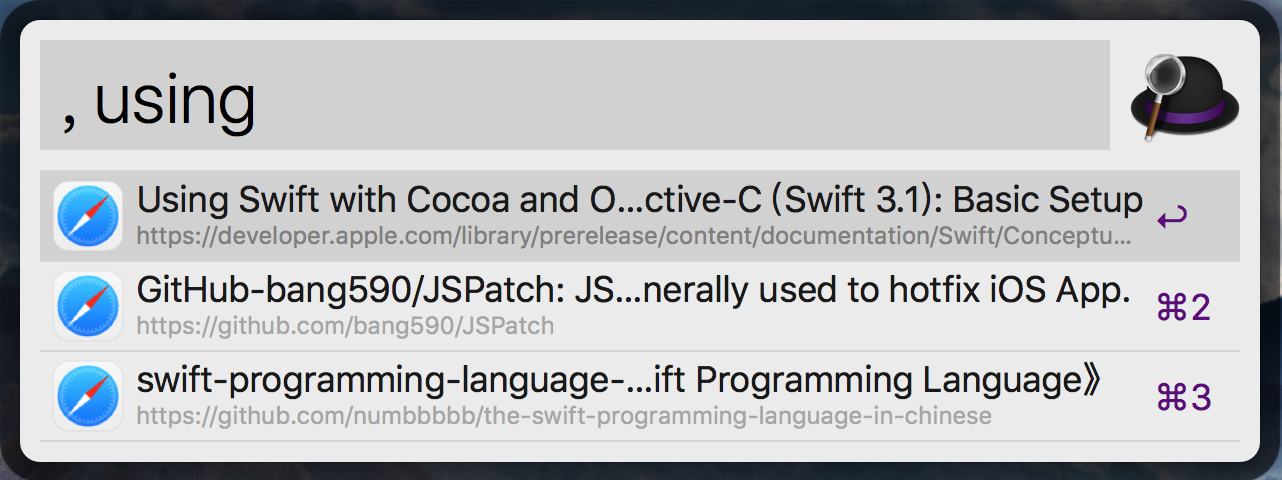 , using
Using Swift with Cocoa and O...ctive-C (Swift 3.1): Basic Setup ↩
https://developer.apple.com/library/prerelease/content/documentation/Swift/Conceptu...
GitHub-bang590/JSPatch: JS...nerally used to hotfix iOS App. ⌘2
https://github.com/bang590/JSPatch
swift-programming-language-...ift Programming Language》 ⌘3
https://github.com/numbbbbb/the-swift-programming-language-in-chinese